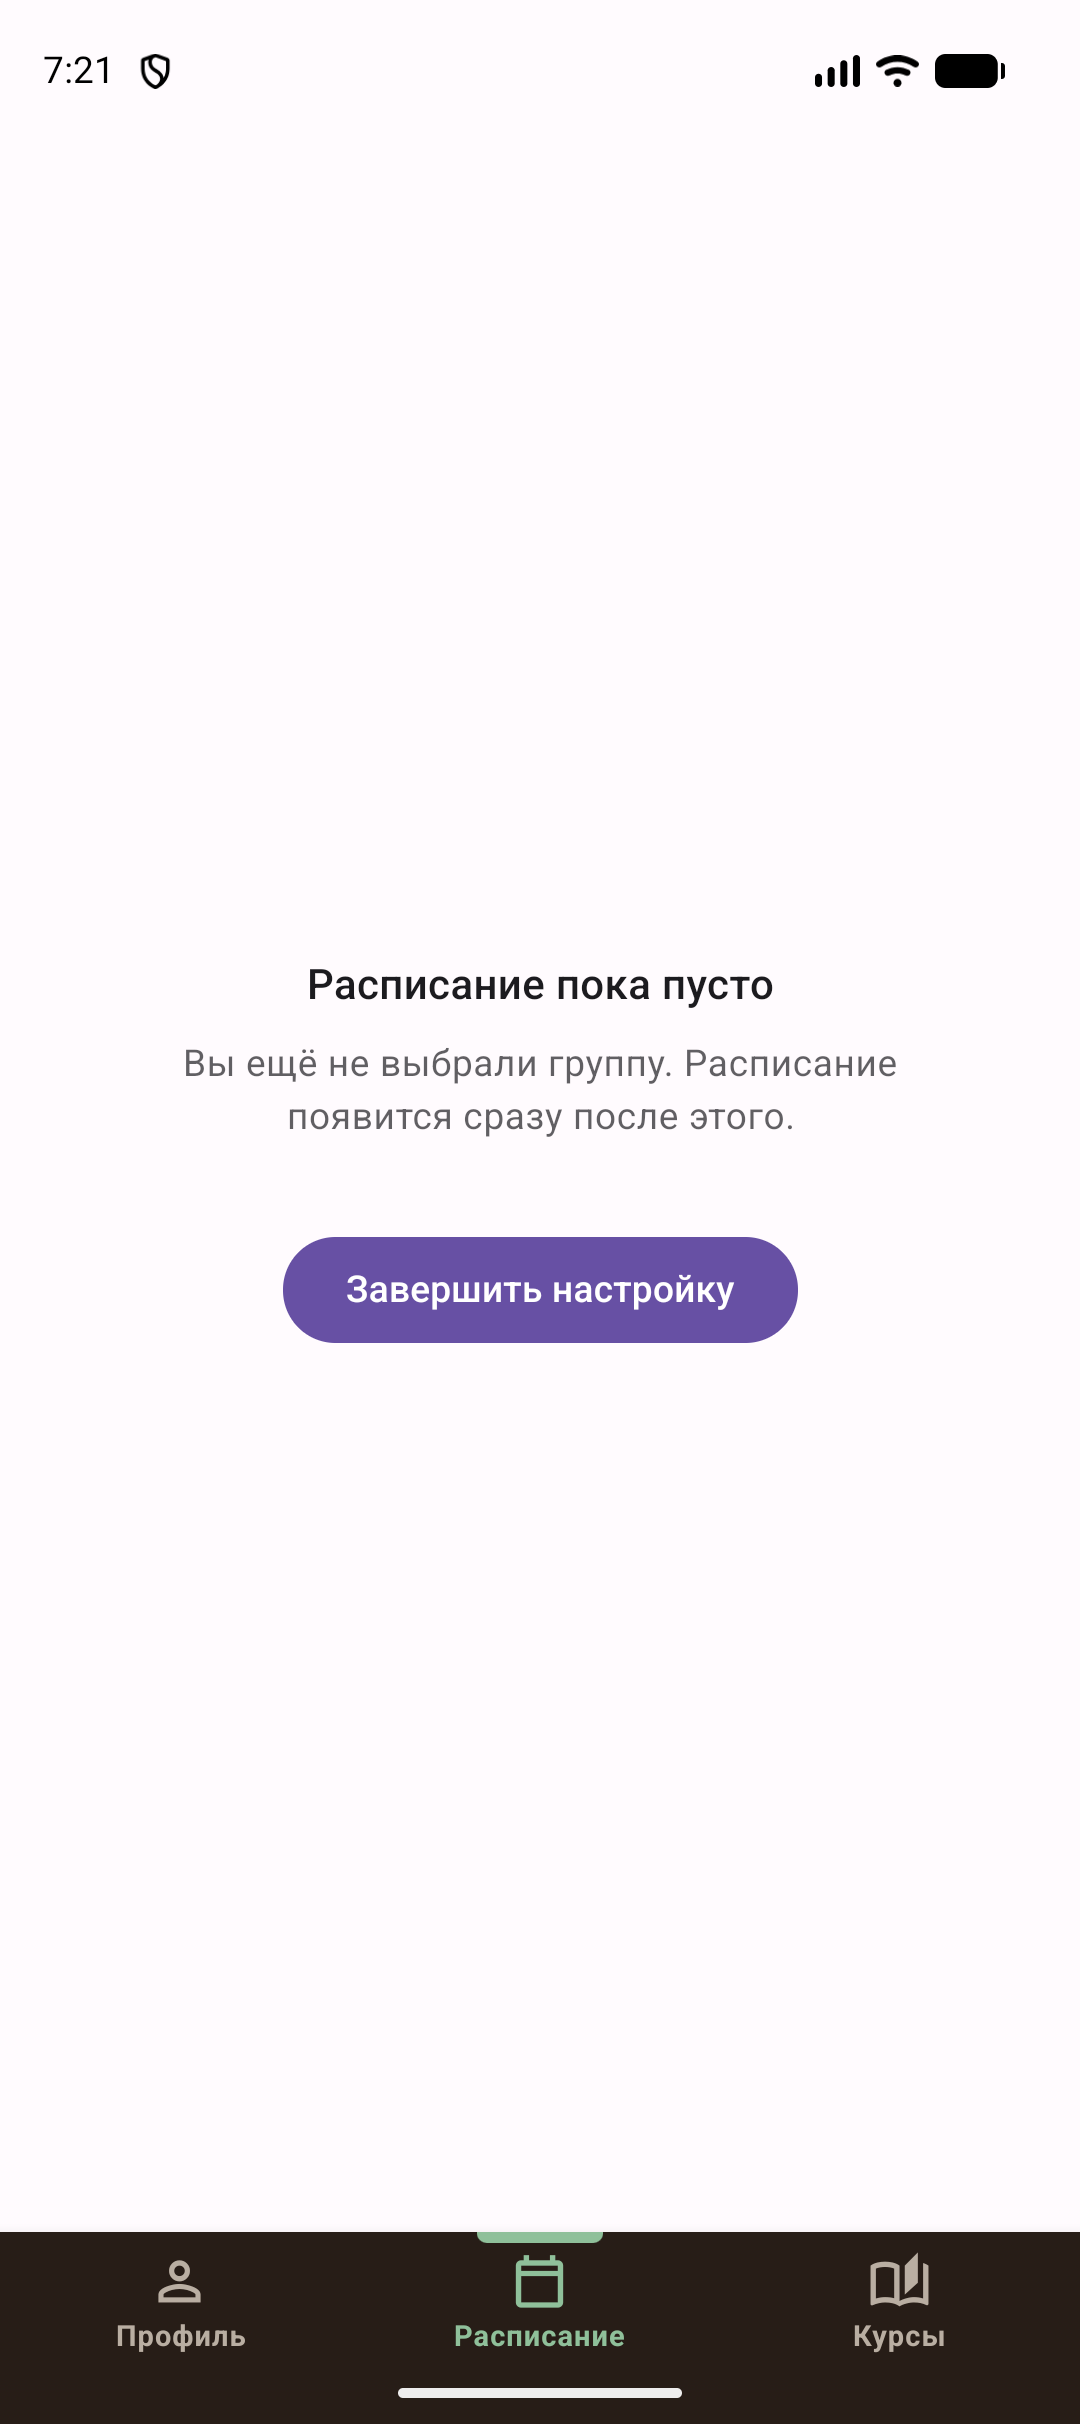 7:21
Расписание пока пусто
Вы ещё не выбрали группу. Расписание
появится сразу после этого.
Завершить настройку
Профиль
Расписание
Курсы